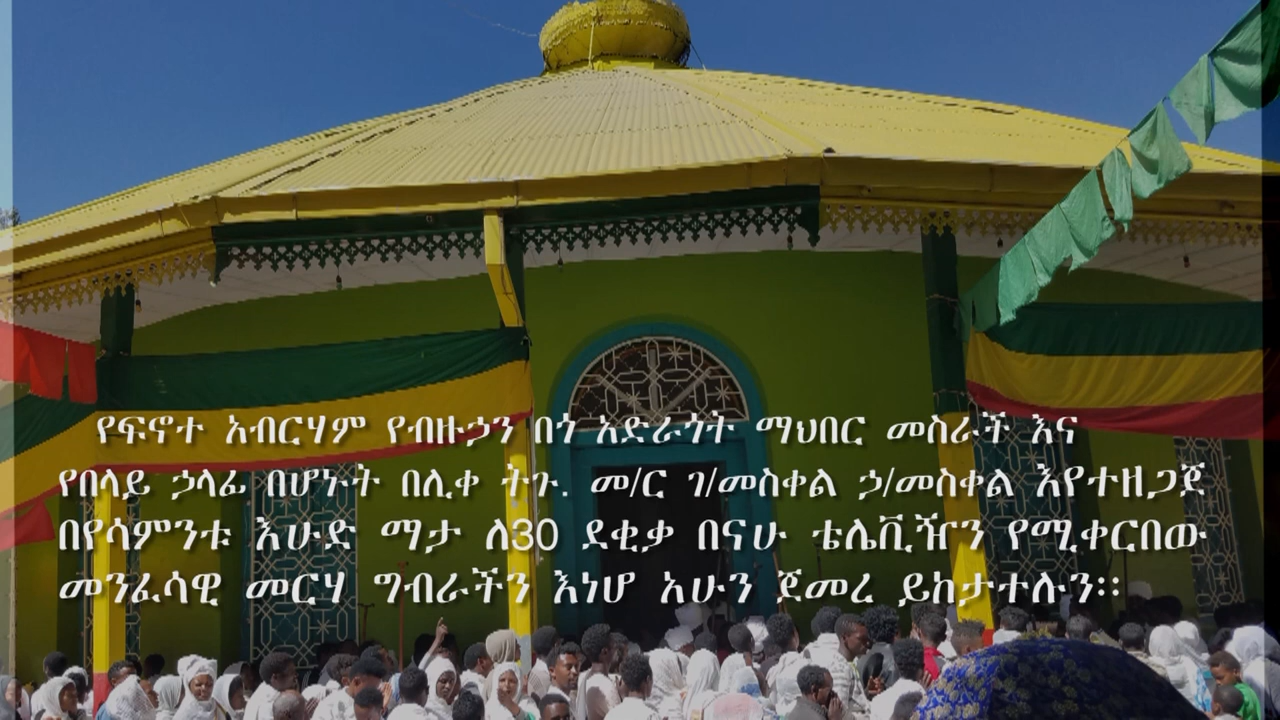 የፍኖተ አብርሃም የብዙኃን በጎ አድራጎት ማህበር መስራች እና
የበላይ ኃላፊ በሆኑት በሊቀ ትጉ. መ/ር ገ/መስቀል ኃ/መስቀል እየተዘጋጀ
በየሳምንቱ እሁድ ማታ ለ30 ደቂቃ በናሁ ቴሌቪዥን የሚቀርበው
መንፈሳዊ መርሃ ግብራችን እነሆ አሁን ጀመረ ይከታተሉን።